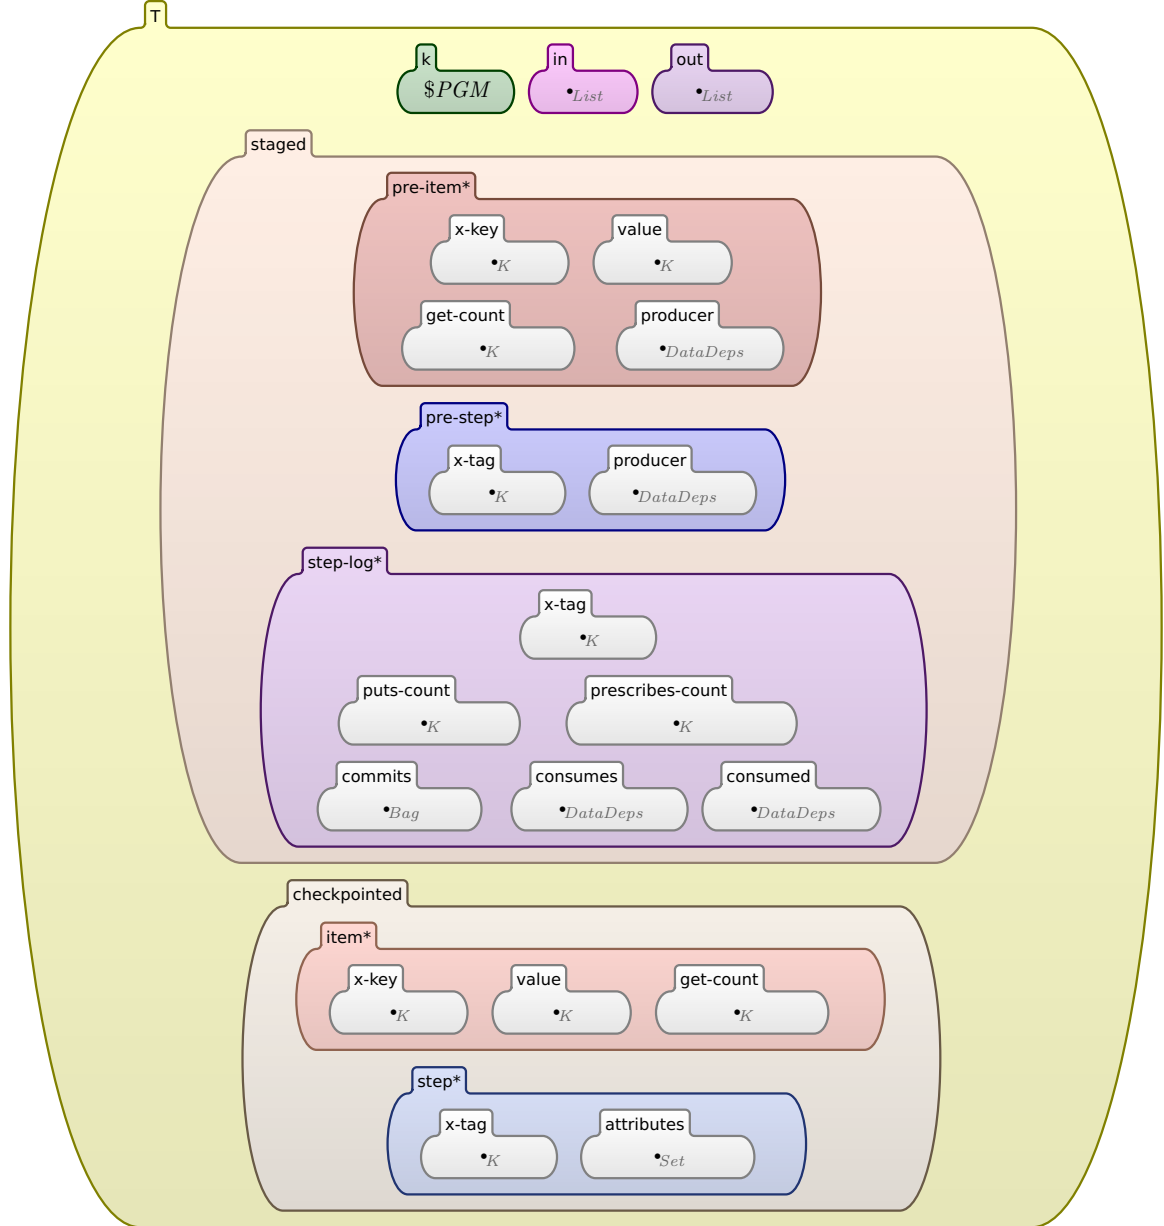 T
k in out
$PGM •List •List
staged
pre-item*
x-key value
•K •K
get-count producer
•K •DataDeps
pre-step*
x-tag producer
•K •DataDeps
step-log*
x-tag
•K
puts-count prescribes-count
•K •K
commits consumes consumed
•Bag •DataDeps •DataDeps
checkpointed
item*
x-key value get-count
•K •K •K
step*
x-tag attributes
•K •Set